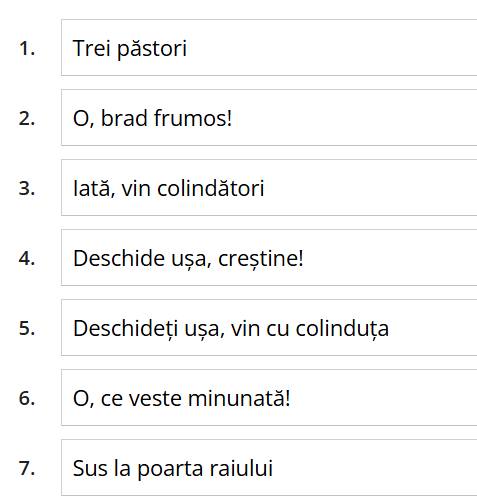 1. Trei păstori
2. O, brad frumos!
3. Iată, vin colindători
4. Deschide ușa, creștine!
5. Deschideți ușa, vin cu colinduța
6. O, ce veste minunată!
7. Sus la poarta raiului